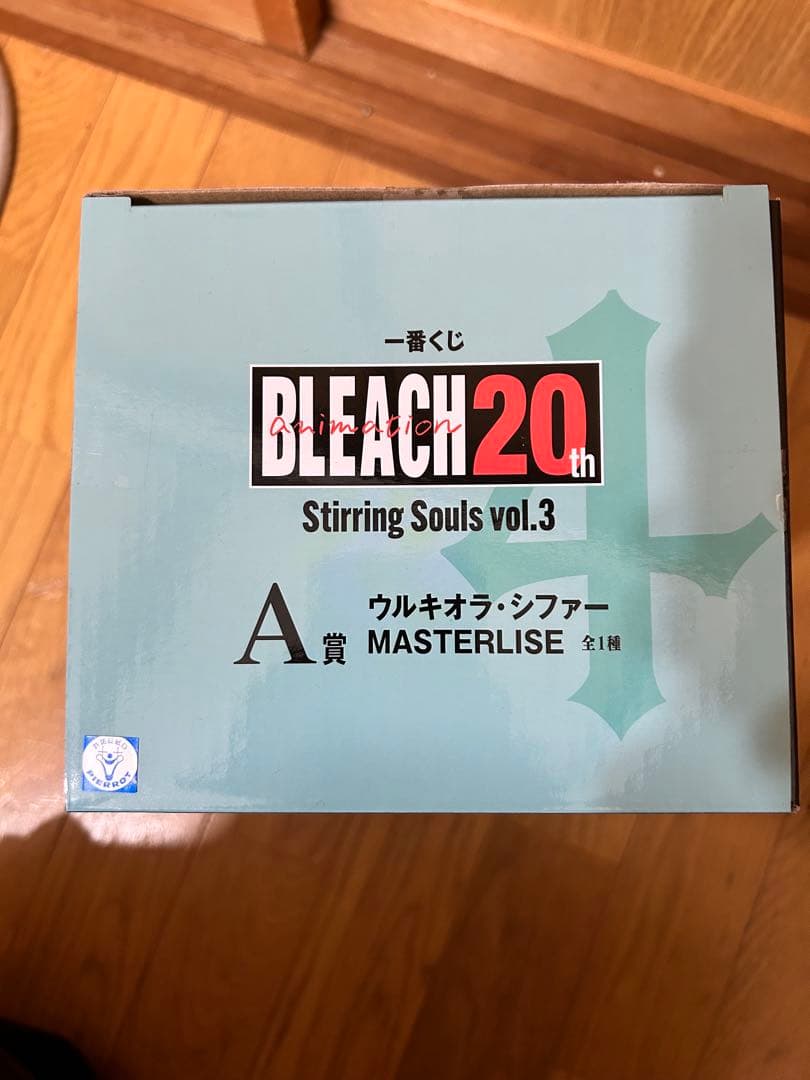 一番くじ
BLEACH 20th
animation
Stirring Souls vol.3
A賞
ウルキオラ・シファー
MASTERLISE 全1種
PIERROT